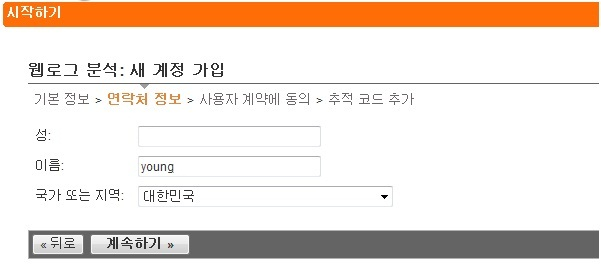 시작하기
웹로그 분석: 새 계정 가입
기본 정보 > 연락처 정보 > 사용자 계약에 동의 > 추적 코드 추가
성:
이름: young
국가 또는 지역: 대한민국
« 뒤로 계속하기 »